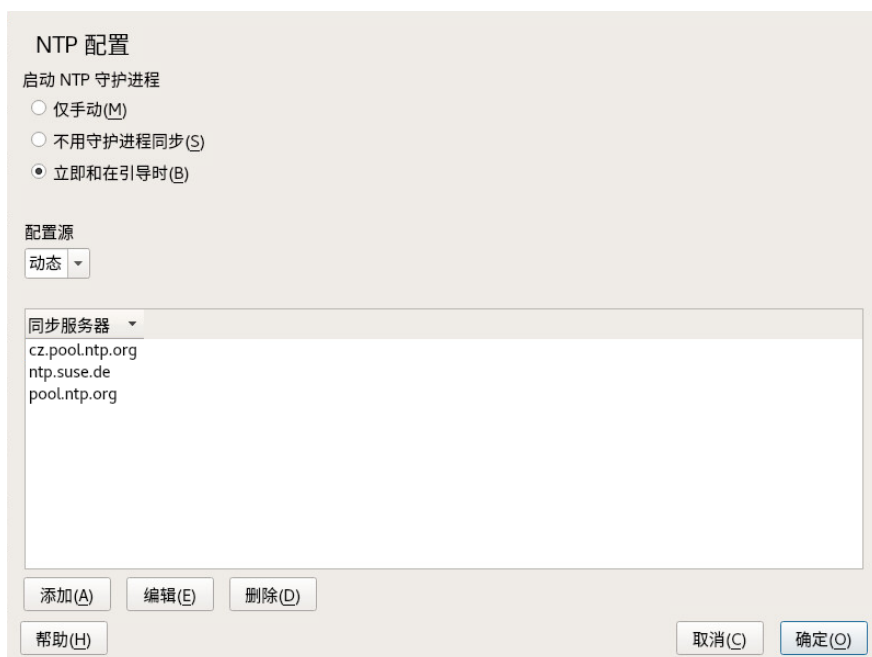 NTP 配置
启动 NTP 守护进程
仅手动(M)
不用守护进程同步(S)
立即和在引导时(B)
配置源
动态
同步服务器
cz.pool.ntp.org
ntp.suse.de
pool.ntp.org
添加(A) 编辑(E) 删除(D)
帮助(H) 取消(C) 确定(O)